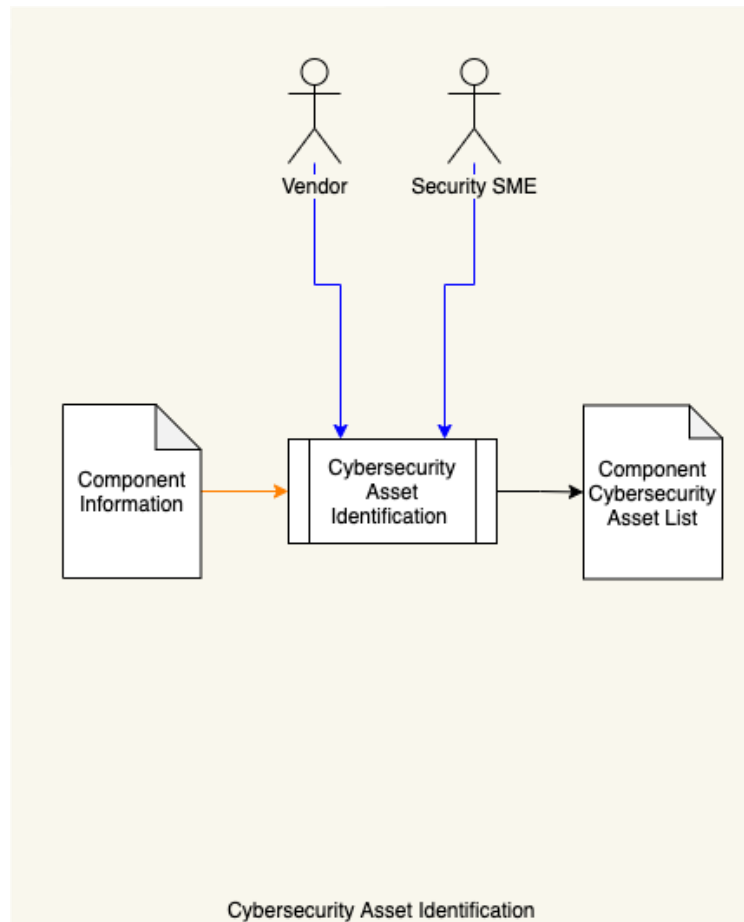 Vendor
Security SME
Component
Information
Cybersecurity
Asset
Identification
Component
Cybersecurity
Asset List
Cybersecurity Asset Identification